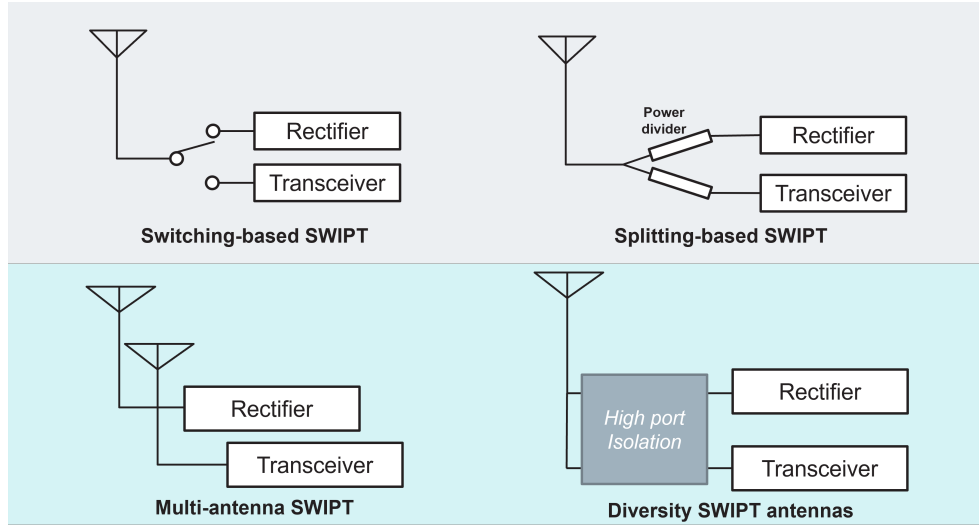 Rectifier
Transceiver
Switching-based SWIPT
Power
divider
Rectifier
Transceiver
Splitting-based SWIPT
Rectifier
Transceiver
Multi-antenna SWIPT
High port
Isolation
Rectifier
Transceiver
Diversity SWIPT antennas